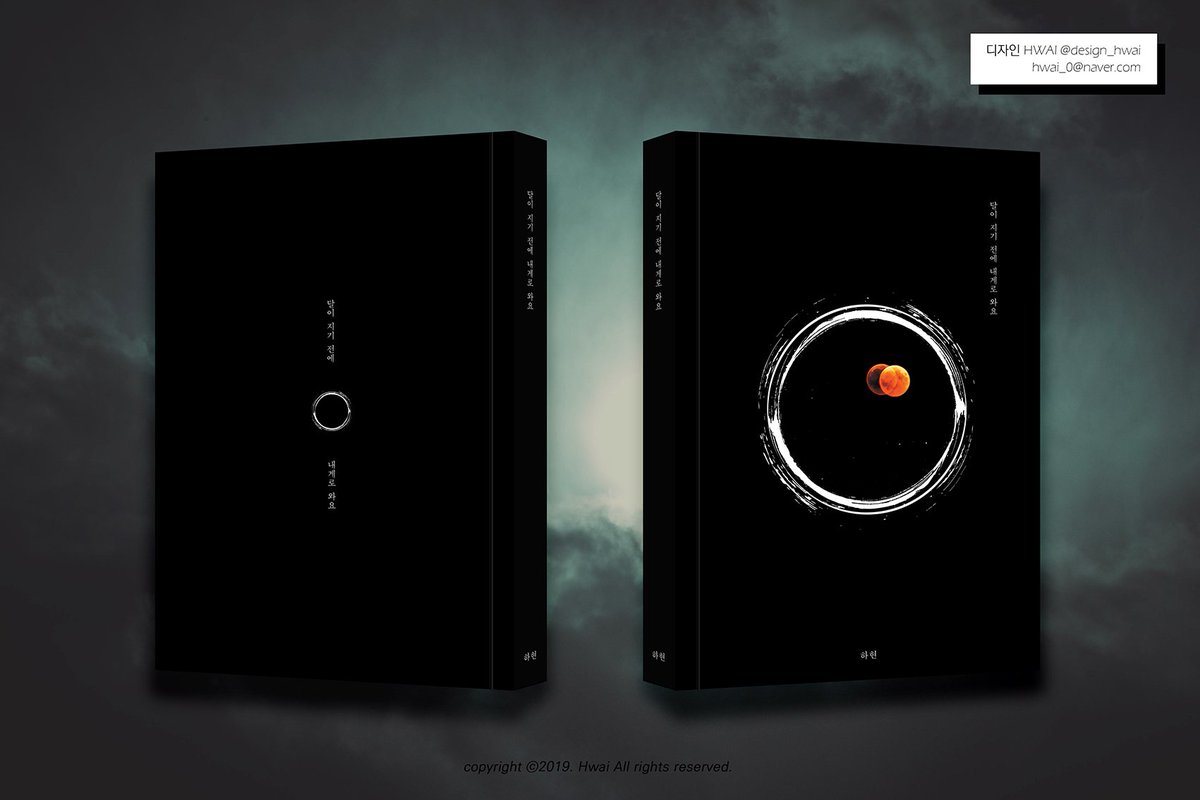 디자인 HWAI @design_hwai
hwai_0@naver.com
달이 지기 전에
내게로 와요
달이 지기 전에 내게로 와요
하현
달이 지기 전에 내게로 와요
하현
달이 지기 전에 내게로 와요
하현
copyright ©2019. Hwai All rights reserved.